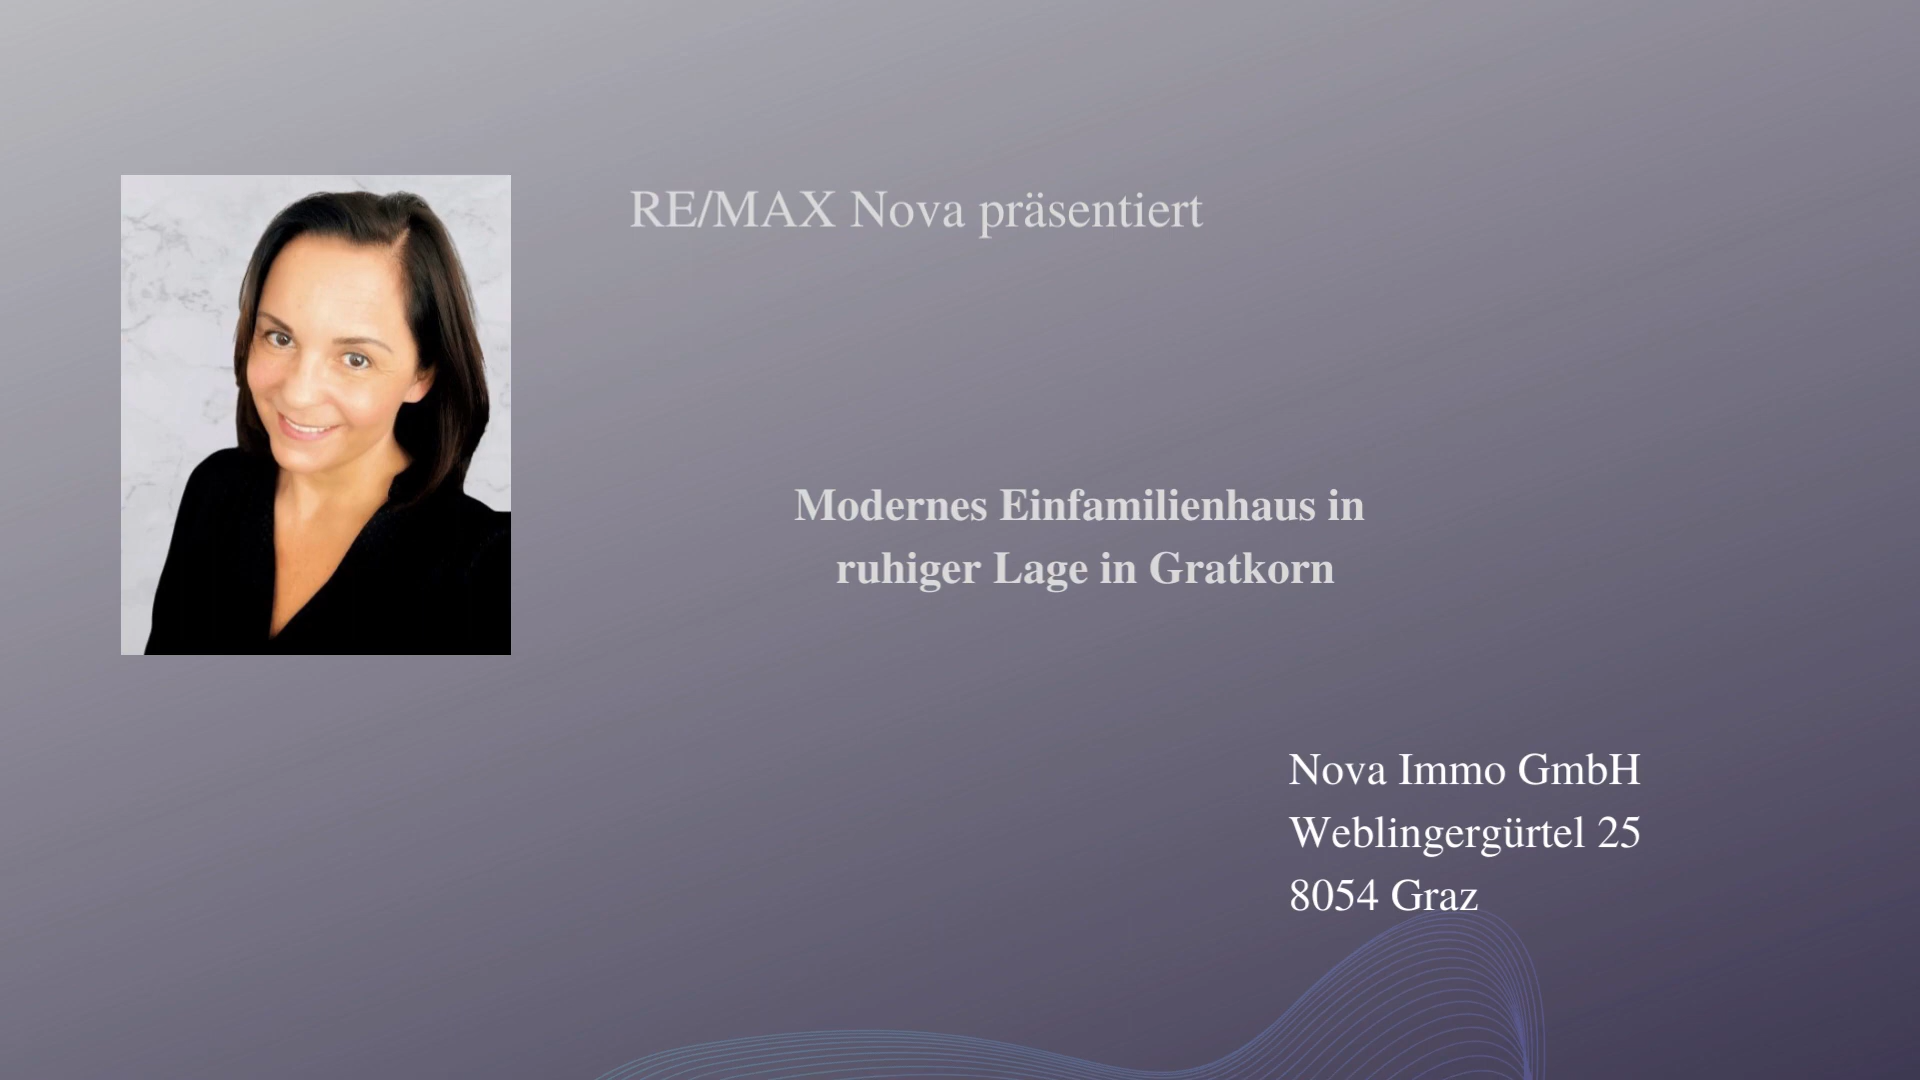 RE/MAX Nova präsentiert
Modernes Einfamilienhaus in
ruhiger Lage in Gratkorn
Nova Immo GmbH
Weblingergürtel 25
8054 Graz